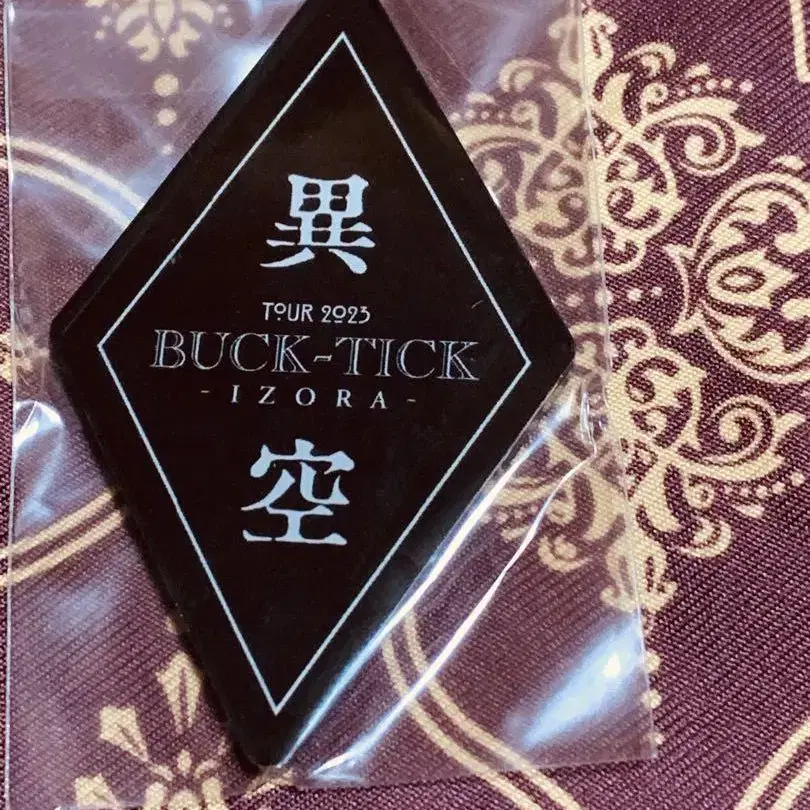 異
TOUR 2023
BUCK-TICK
- IZORA -
空